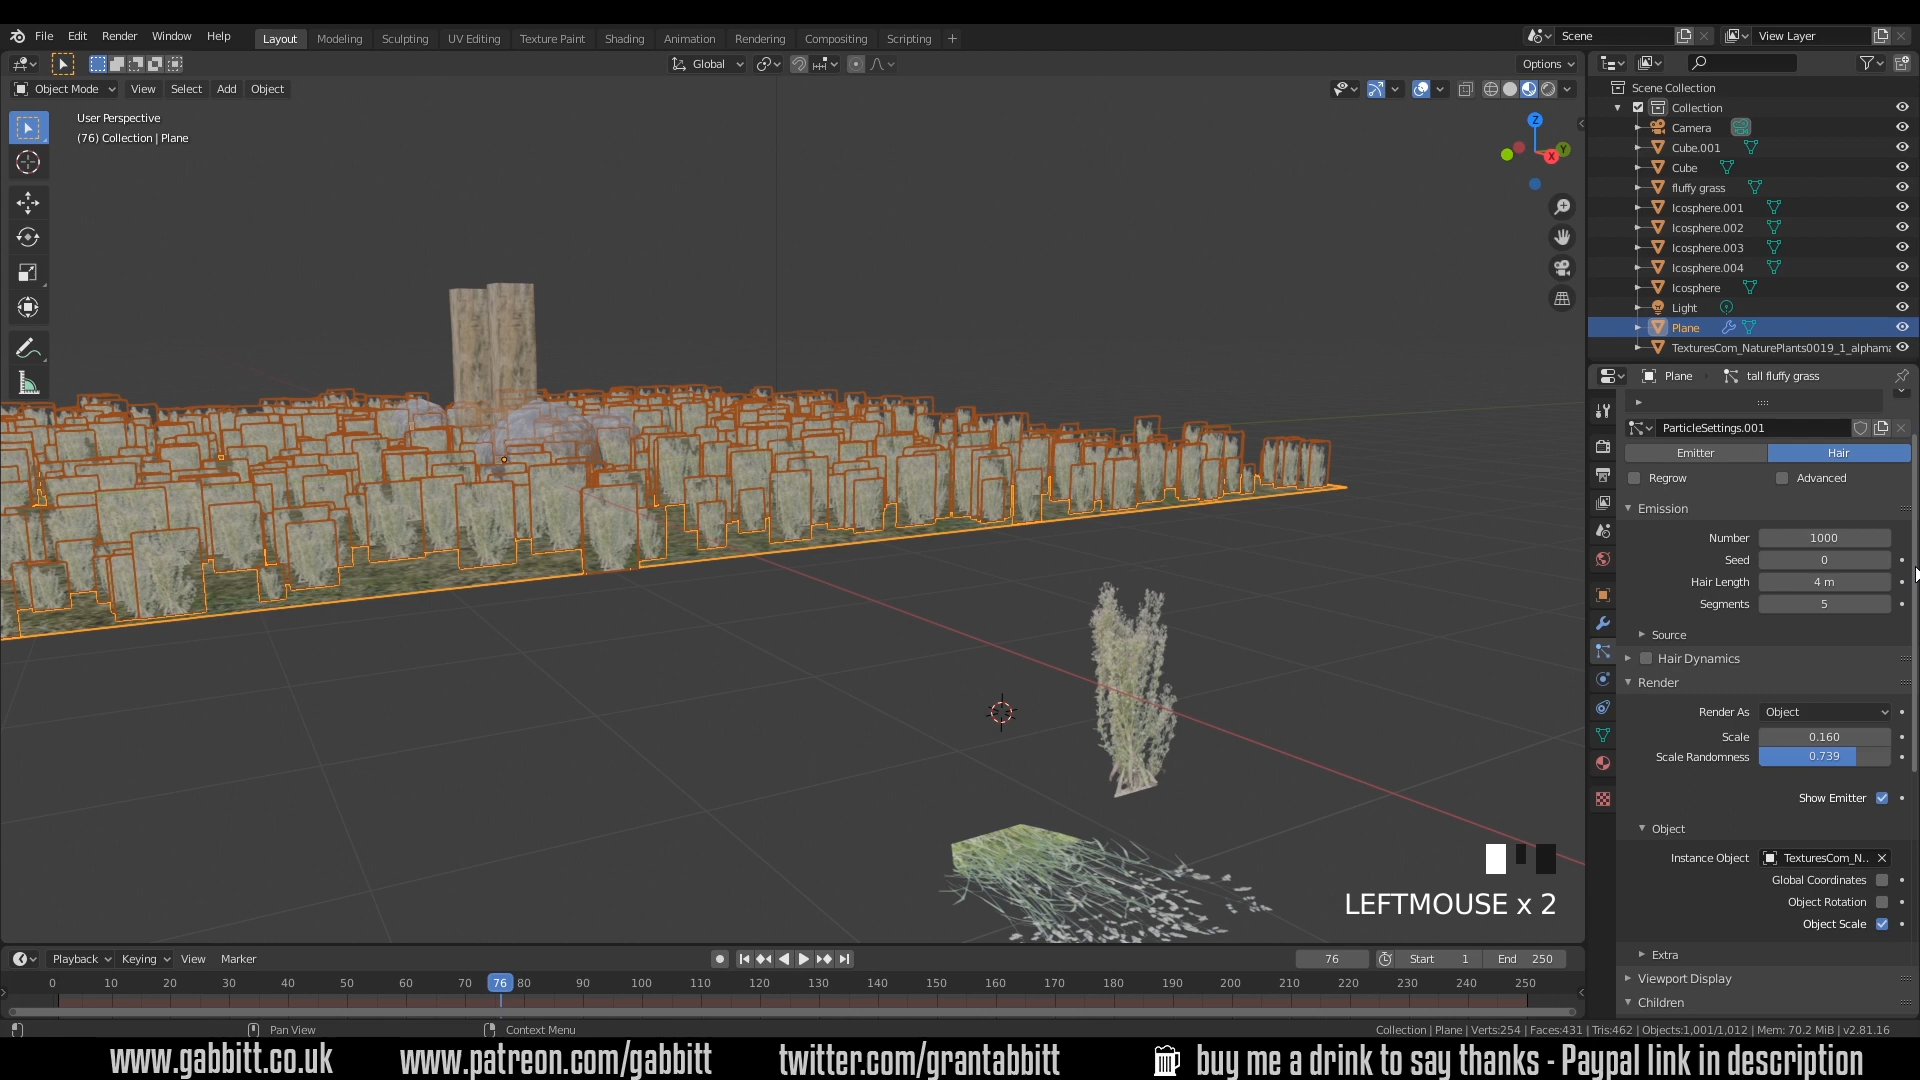 File Edit Render Window Help
Layout Modeling Sculpting UV Editing Texture Paint Shading Animation Rendering Compositing Scripting +
Scene
View Layer
Global
Options
Object Mode View Select Add Object
User Perspective
(76) Collection | Plane
Z
Y
X
Scene Collection
Collection
Camera
Cube.001
Cube
fluffy grass
Icosphere.001
Icosphere.002
Icosphere.003
Icosphere.004
Icosphere
Light
Plane
TexturesCom_NaturePlants0019_1_alphama
Plane
tall fluffy grass
ParticleSettings.001
Emitter Hair
Regrow Advanced
Emission
Number 1000
Seed 0
Hair Length 4 m
Segments 5
Source
Hair Dynamics
Render
Render As Object
Scale 0.160
Scale Randomness 0.739
Show Emitter
Object
Instance Object TexturesCom_N..
Global Coordinates
Object Rotation
Object Scale
Extra
Viewport Display
Children
LEFTMOUSE x 2
Playback Keying View Marker
76 Start 1 End 250
0 10 20 30 40 50 60 70 76 80 90 100 110 120 130 140 150 160 170 180 190 200 210 220 230 240 250
Pan View
Context Menu
Collection | Plane | Verts:254 | Faces:431 | Tris:462 | Objects:1,001/1,012 | Mem: 70.2 MiB | v2.81.16
www.gabbitt.co.uk www.patreon.com/gabbitt twitter.com/grantabbitt buy me a drink to say thanks - Paypal link in description